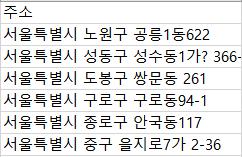 주소
서울특별시 노원구 공릉1동622
서울특별시 성동구 성수동1가? 366-
서울특별시 도봉구 쌍문동 261
서울특별시 구로구 구로동94-1
서울특별시 종로구 안국동117
서울특별시 중구 을지로7가 2-36